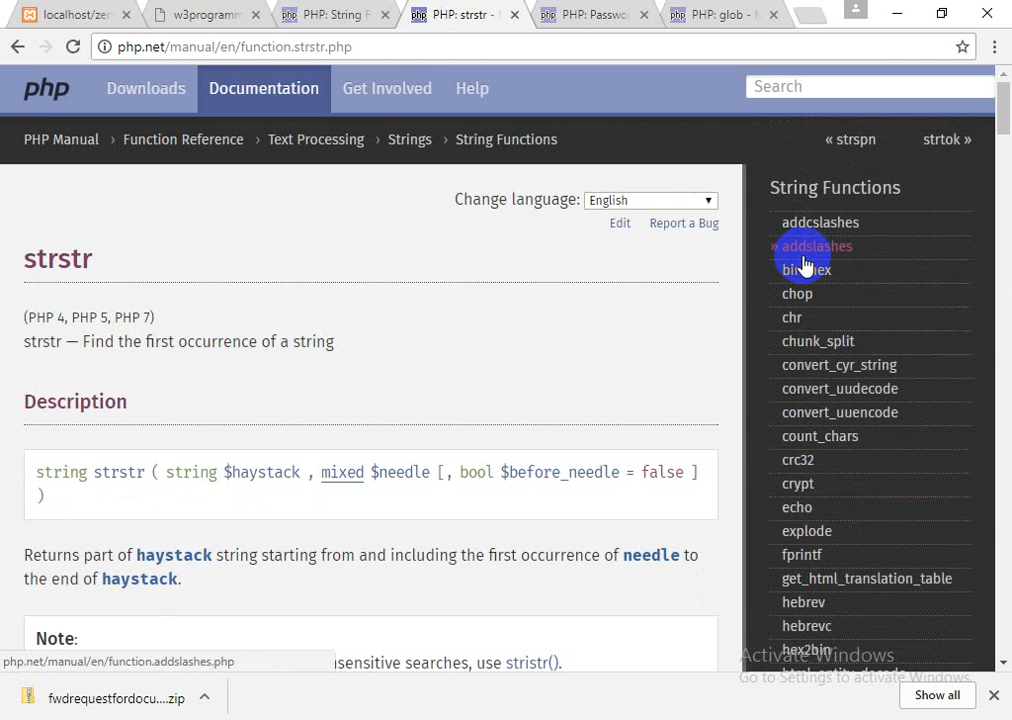 localhost/zer
w3programm
PHP: String F
PHP: strstr -
PHP: Passwo
PHP: glob -
php.net/manual/en/function.strstr.php
php
Downloads
Documentation
Get Involved
Help
Search
PHP Manual
Function Reference
Text Processing
Strings
String Functions
« strspn
strtok »
Change language: English
Edit
Report a Bug
strstr
(PHP 4, PHP 5, PHP 7)
strstr — Find the first occurrence of a string
Description
string strstr ( string $haystack , mixed $needle [, bool $before_needle = false ]
)
Returns part of haystack string starting from and including the first occurrence of needle to
the end of haystack.
Note:
insensitive searches, use stristr().
String Functions
addcslashes
» addslashes
bin2hex
chop
chr
chunk_split
convert_cyr_string
convert_uudecode
convert_uuencode
count_chars
crc32
crypt
echo
explode
fprintf
get_html_translation_table
hebrev
hebrevc
hex2bin
html_entity_decode
Activate Windows
Go to Settings to activate Windows.
php.net/manual/en/function.addslashes.php
fwdrequestfordocu....zip
Show all